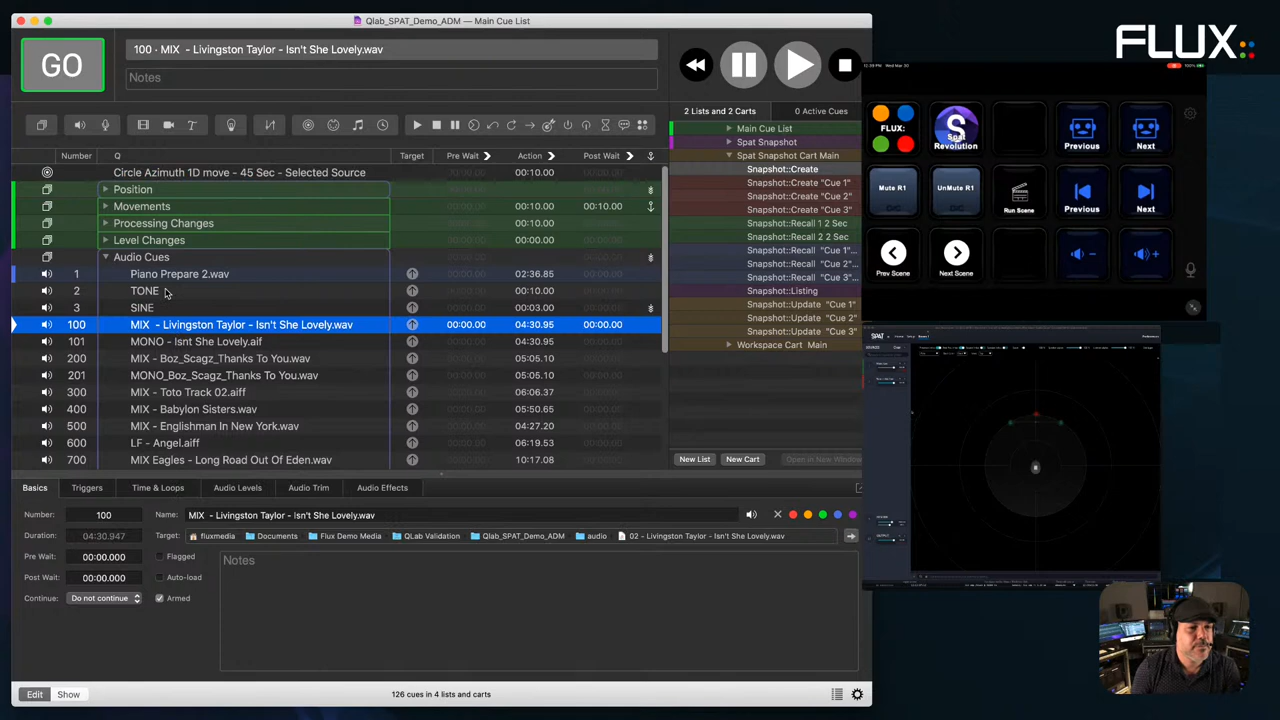 Qlab_SPAT_Demo_ADM — Main Cue List
FLUX::
GO
100 · MIX - Livingston Taylor - Isn't She Lovely.wav
Notes
2 Lists and 2 Carts
0 Active Cues
Main Cue List
Spat Snapshot
Spat Snapshot Cart Main
Snapshot::Create
Snapshot::Create "Cue 1"
Snapshot::Create "Cue 2"
Snapshot::Create "Cue 3"
Snapshot::Recall 1 2 Sec
Snapshot::Recall 2 2 Sec
Snapshot::Recall "Cue 1"
Snapshot::Recall "Cue 2"
Snapshot::Recall "Cue 3"
Snapshot::Listing
Snapshot::Update "Cue 1"
Snapshot::Update "Cue 2"
Snapshot::Update "Cue 3"
Workspace Cart Main
New List
New Cart
Open in New Window
Number Q Target Pre Wait Action Post Wait
Circle Azimuth 1D move - 45 Sec - Selected Source 00:10.00
Position
Movements 00:10.00 00:10.00
Processing Changes
Level Changes
Audio Cues
1 Piano Prepare 2.wav 02:36.85
2 TONE 00:10.00
3 SINE 00:03.00
100 MIX - Livingston Taylor - Isn't She Lovely.wav 00:00.00 04:30.95 00:00.00
101 MONO - Isnt She Lovely.aif 04:30.95
200 MIX - Boz_Scagz_Thanks To You.wav 05:05.10
201 MONO_Boz_Scagz_Thanks To You.wav 05:05.10
300 MIX - Toto Track 02.aiff 06:06.37
400 MIX - Babylon Sisters.wav 05:50.65
500 MIX - Englishman In New York.wav 04:27.20
600 LF - Angel.aiff 06:19.53
700 MIX Eagles - Long Road Out Of Eden.wav 10:17.08
Basics Triggers Time & Loops Audio Levels Audio Trim Audio Effects
Number: 100
Name: MIX - Livingston Taylor - Isn't She Lovely.wav
Duration: 04:30.947
Target: fluxmedia Documents Flux Demo Media QLab Validation Qlab_SPAT_Demo_ADM audio 02 - Livingston Taylor - Isn't She Lovely.wav
Pre Wait: 00:00.000
Flagged
Notes
Post Wait: 00:00.000
Auto-load
Continue: Do not continue
Armed
Edit Show
126 cues in 4 lists and carts
Wed Mar 30
100%
FLUX:
S
Spat Revolution
Previous
Next
Mute R1
UnMute R1
Run Scene
Previous
Next
Prev Scene
Next Scene
SPAT